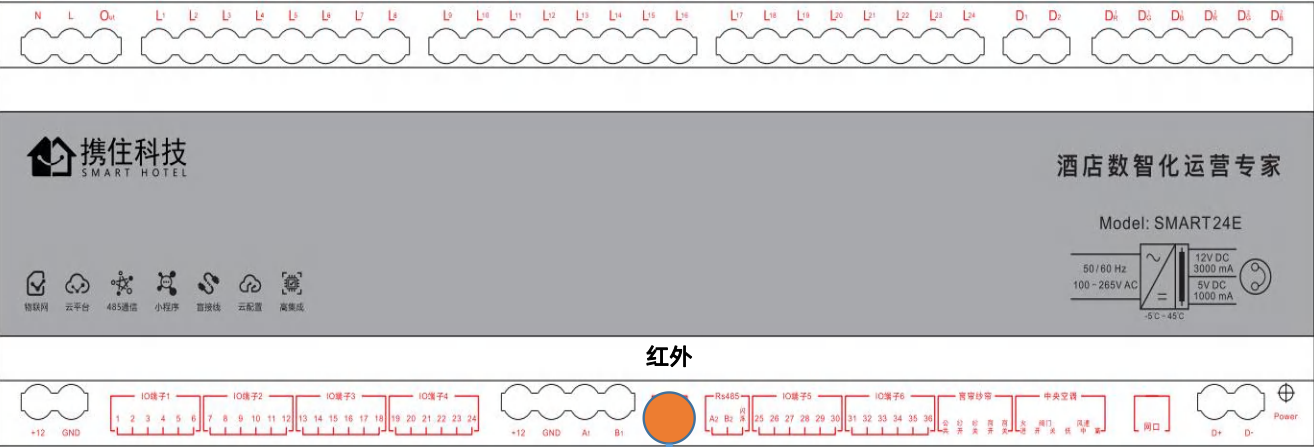 N L Out L1 L2 L3 L4 L5 L6 L7 L8 L9 L10 L11 L12 L13 L14 L15 L16 L17 L18 L19 L20 L21 L22 L23 L24 D1 D2
携住科技
SMART HOTEL
酒店数智化运营专家
Model: SMART24E
50/60 Hz
100 ~ 265V AC
12V DC
3000 mA
5V DC
1000 mA
-5℃ ~ 45℃
物联网 云平台 485通信 小程序 盲接线 云配置 高集成
红外
IO端子1 IO端子2 IO端子3 IO端子4 Rs485 IO端子5 IO端子6 窗帘纱帘 中央空调
1 2 3 4 5 6 7 8 9 10 11 12 13 14 15 16 17 18 19 20 21 22 23 24 A2 B2 25 26 27 28 29 30 31 32 33 34 35 36 网口 Power
+12 GND +12 GND A1 B1 D+ D-